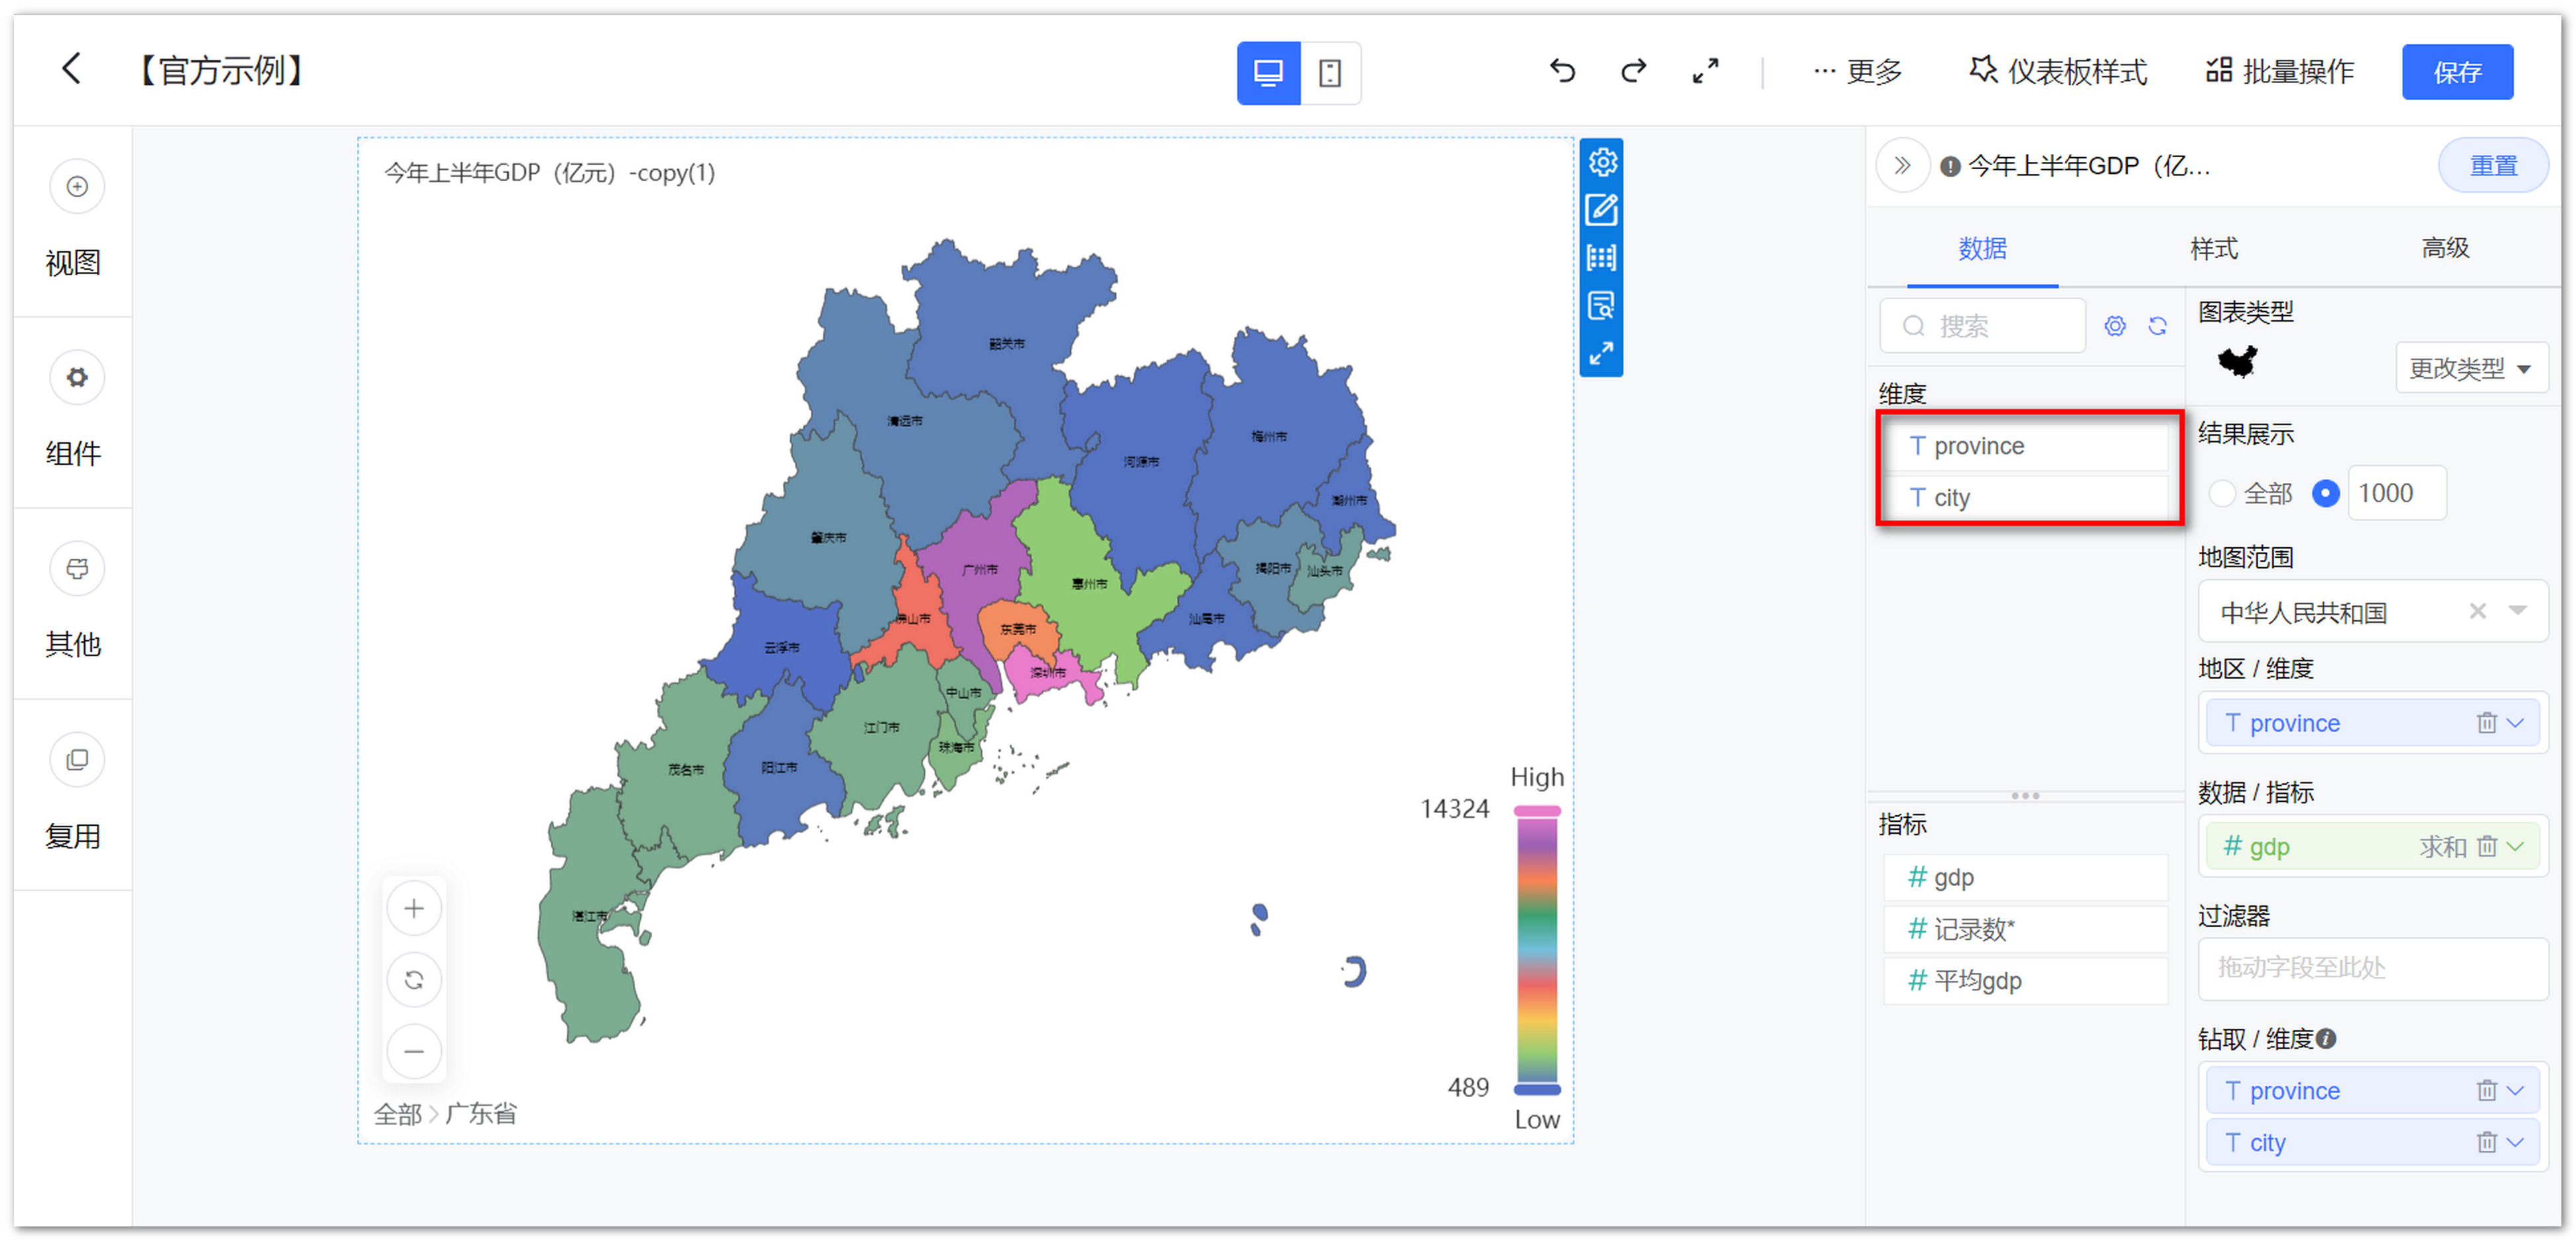 【官方示例】
··· 更多
仪表板样式
批量操作
保存
视图
组件
其他
复用
今年上半年GDP（亿元）-copy(1)
韶关市
清远市
梅州市
河源市
潮州市
肇庆市
广州市
惠州市
揭阳市
汕头市
佛山市
东莞市
汕尾市
云浮市
深圳市
中山市
江门市
珠海市
茂名市
阳江市
湛江市
High
14324
489
Low
全部 > 广东省
今年上半年GDP（亿...
重置
数据
样式
高级
搜索
维度
T province
T city
指标
# gdp
# 记录数*
# 平均gdp
图表类型
更改类型
结果展示
全部
1000
地图范围
中华人民共和国
地区 / 维度
T province
数据 / 指标
# gdp 求和
过滤器
拖动字段至此处
钻取 / 维度
T province
T city